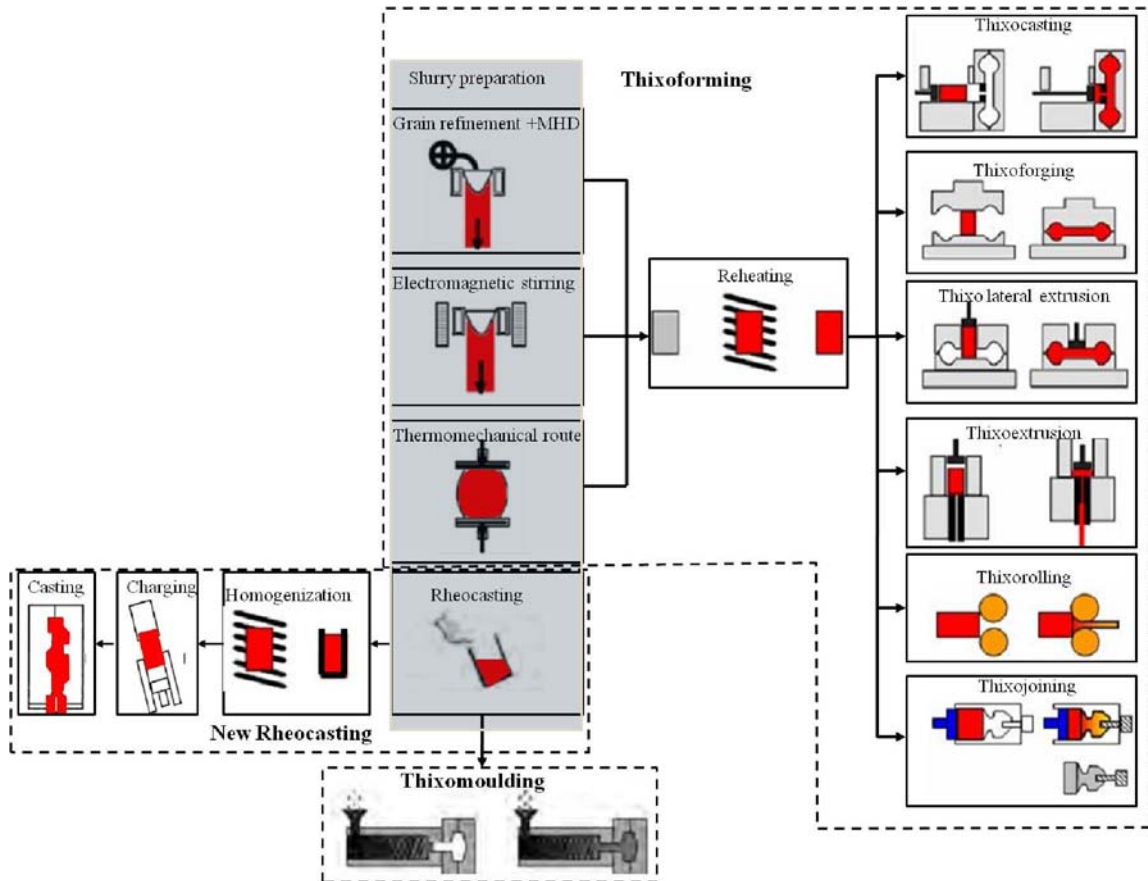 Slurry preparation
Thixoforming
Grain refinement +MHD
Electromagnetic stirring
Thermomechanical route
Reheating
Thixocasting
Thixoforging
Thixo lateral extrusion
Thixoextrusion
Thixorolling
Thixojoining
Casting
Charging
Homogenization
Rheocasting
New Rheocasting
Thixomoulding